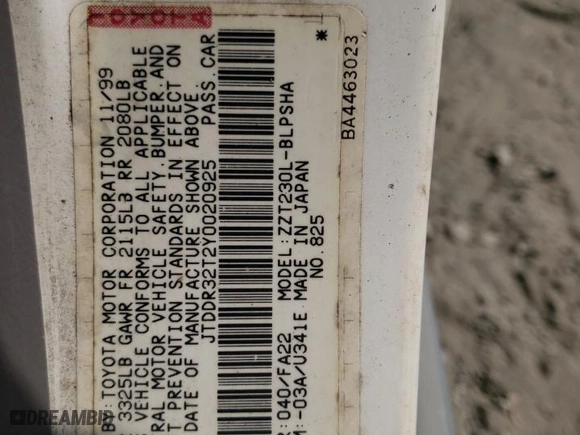 TOYOTA
B: TOYOTA MOTOR CORPORATION 11/99
3325LB GAWR FR 2115LB RR 2080LB
VEHICLE CONFORMS TO ALL APPLICABLE
RAL MOTOR VEHICLE SAFETY, BUMPER, AND
T PREVENTION STANDARDS IN EFFECT ON
DATE OF MANUFACTURE SHOWN ABOVE.
JTDDR32T2Y0020925 PASS. CAR
R: 040/FA22 MODEL: ZZT230L-BLPSHA
M: -03A/U341E MADE IN JAPAN
NO. 825
*
BA4463023
DREAMBID